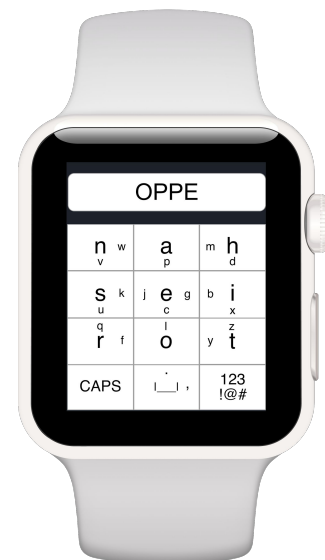 OPPE
n w a m h
v p d
s k j e g b i
u c x
q l z
r f o y t
CAPS . , 123
!@#